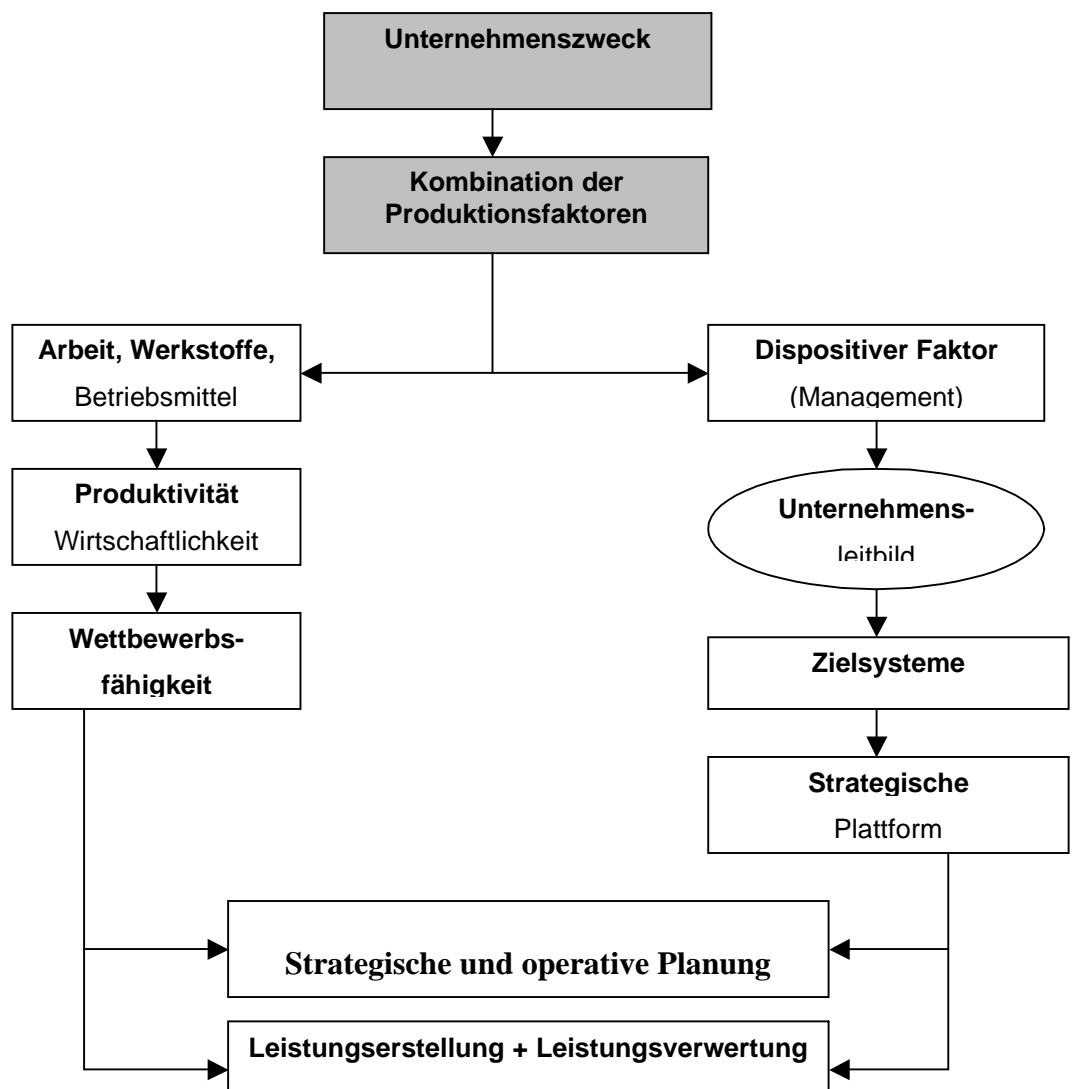 Unternehmenszweck
Kombination der
Produktionsfaktoren
Arbeit, Werkstoffe,
Betriebsmittel
Dispositiver Faktor
(Management)
Produktivität
Wirtschaftlichkeit
Unternehmens-
leitbild
Wettbewerbs-
fähigkeit
Zielsysteme
Strategische
Plattform
Strategische und operative Planung
Leistungserstellung + Leistungsverwertung